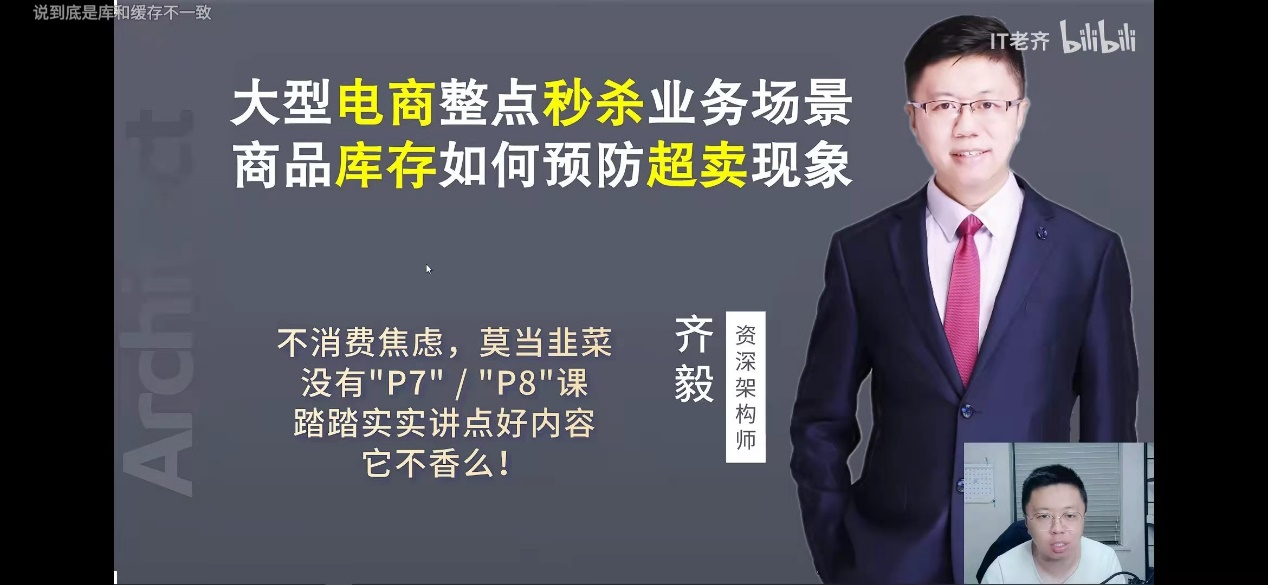 说到底是库和缓存不一致
IT老齐 bilibili
大型电商整点秒杀业务场景
商品库存如何预防超卖现象
不消费焦虑，莫当韭菜
没有"P7" / "P8"课
踏踏实实讲点好内容
它不香么！
齐毅
资深架构师